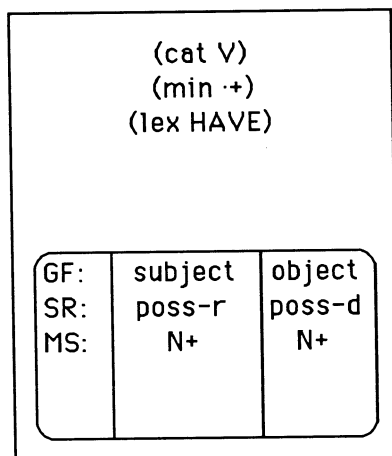 (cat V)
(min ·+)
(lex HAVE)
GF: subject object
SR: poss-r poss-d
MS: N+ N+